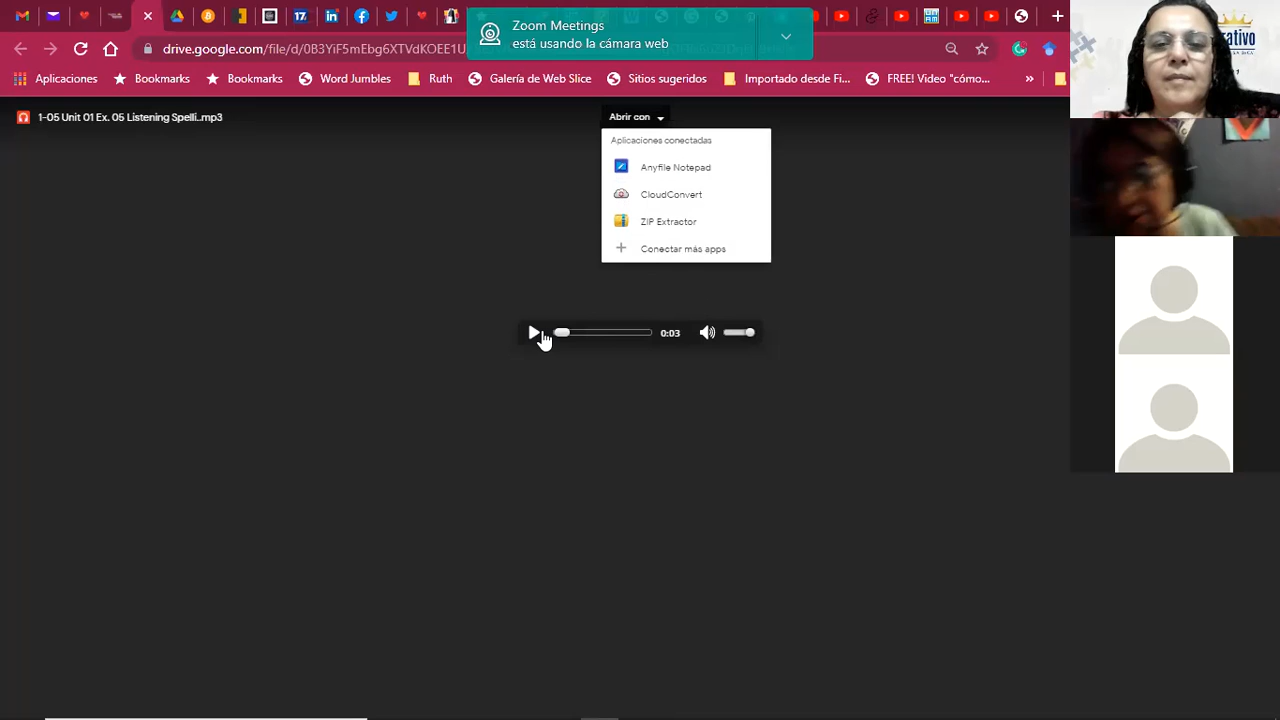 Zoom Meetings
está usando la cámara web
drive.google.com/file/d/0B3YiF5mEbg6XTVdKOEE1U
Aplicaciones Bookmarks Bookmarks Word Jumbles Ruth Galería de Web Slice Sitios sugeridos Importado desde Fi... FREE! Video "cómo... »
1-05 Unit 01 Ex. 05 Listening Spelli..mp3
Abrir con
Aplicaciones conectadas
Anyfile Notepad
CloudConvert
ZIP Extractor
Conectar más apps
0:03